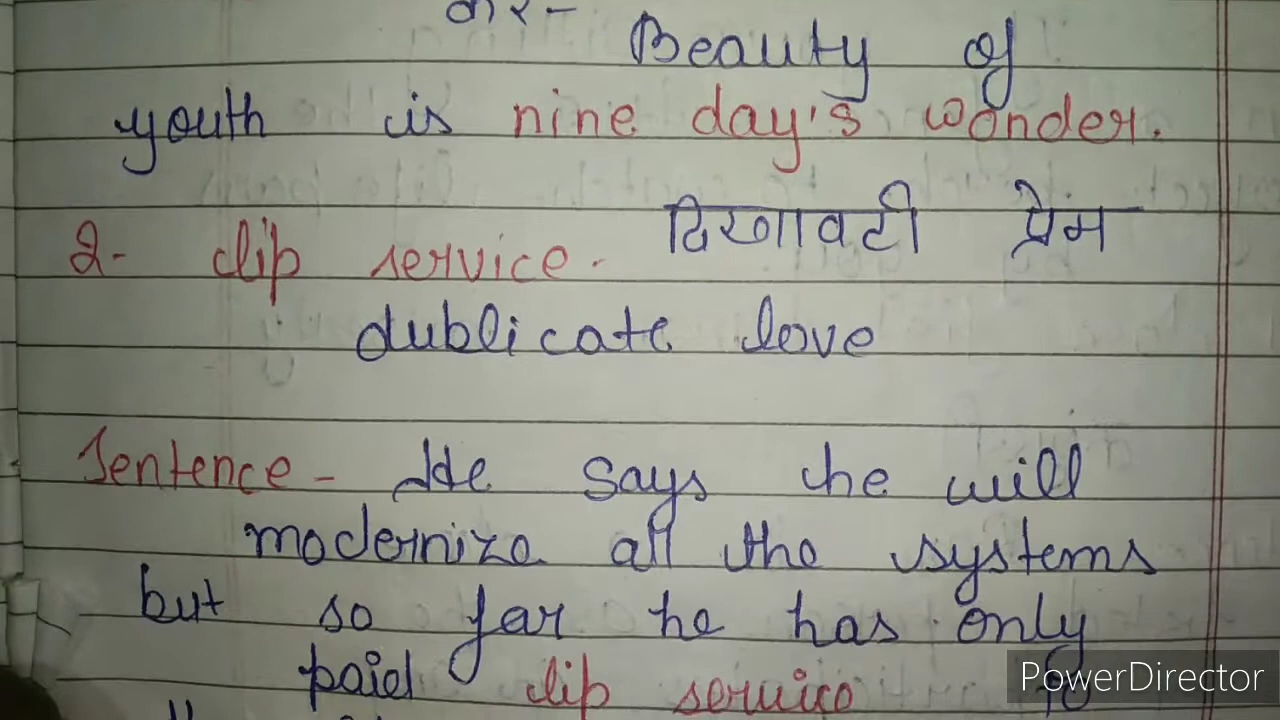 Beauty of
youth is nine day's wonder.
2- lip service. दिखावटी प्रेम
dublicate love
Sentence - He says he will
modernize all the systems
but so far he has only
paid lip service to
PowerDirector